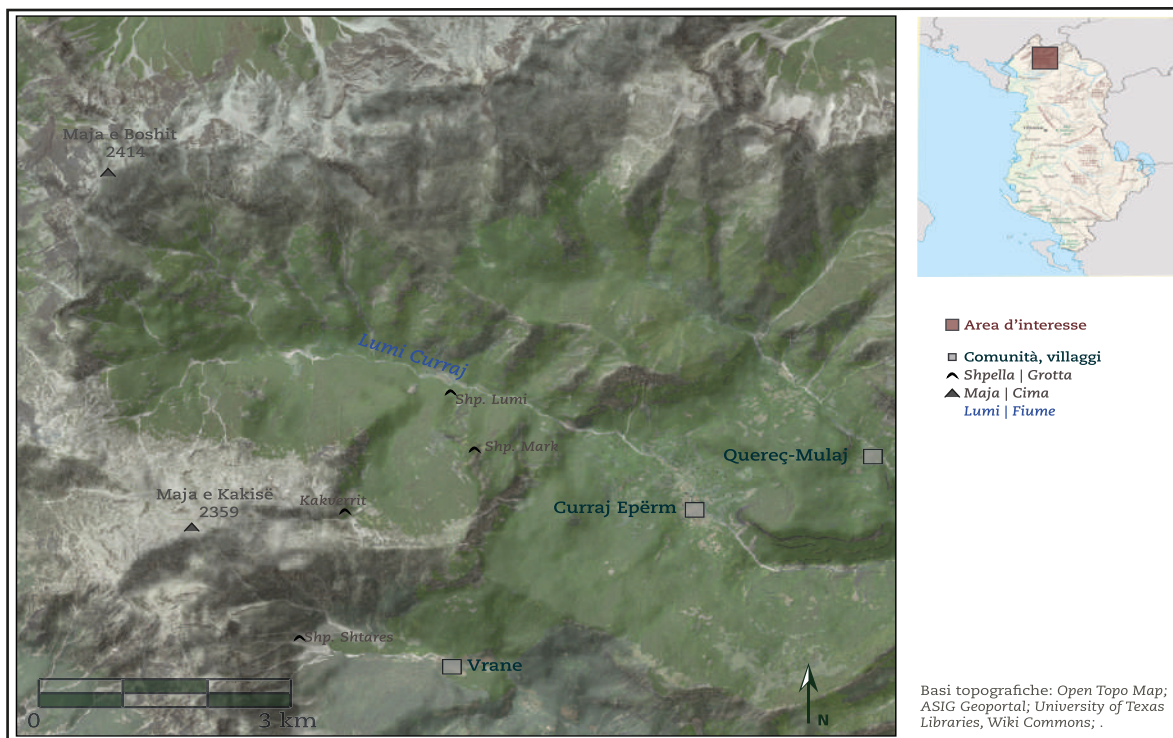 Maja e Boshit
2414
Lumi Curraj
Shp. Lumi
Shp. Mark
Quereç-Mulaj
Maja e Kakisë
2359
Kakverrit
Curraj Epërm
Shp. Shtares
Vrane
0
3 km
N
Area d'interesse
Comunità, villaggi
Shpella | Grotta
Maja | Cima
Lumi | Fiume
Basi topografiche: Open Topo Map;
ASIG Geoportal; University of Texas
Libraries, Wiki Commons; .